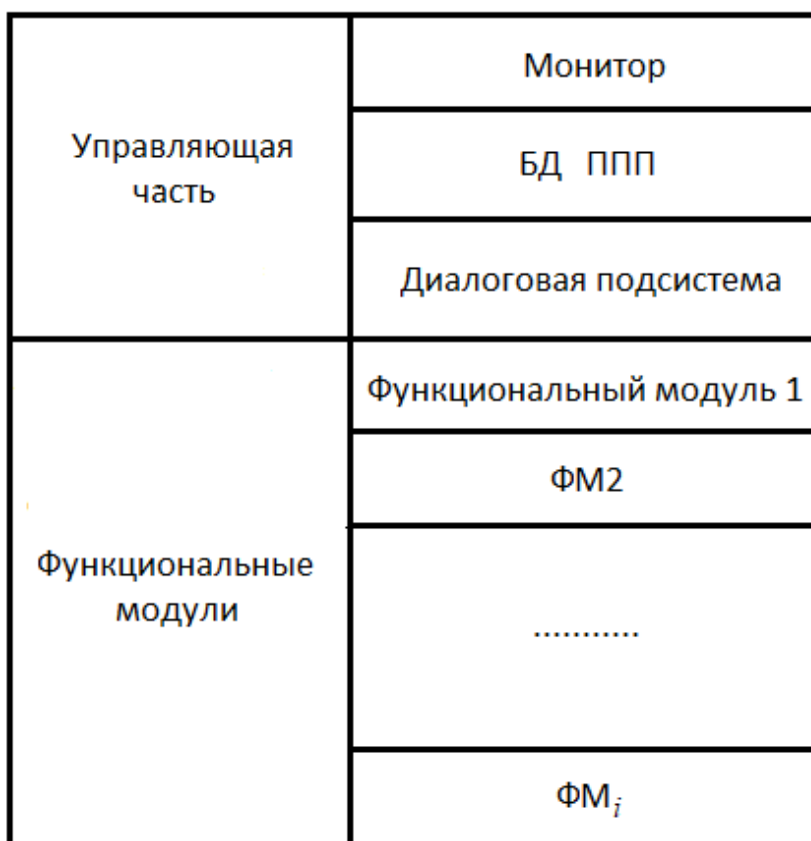 Управляющая
часть
Монитор
БД ППП
Диалоговая подсистема
Функциональные
модули
Функциональный модуль 1
ФМ2
...........
ФМi